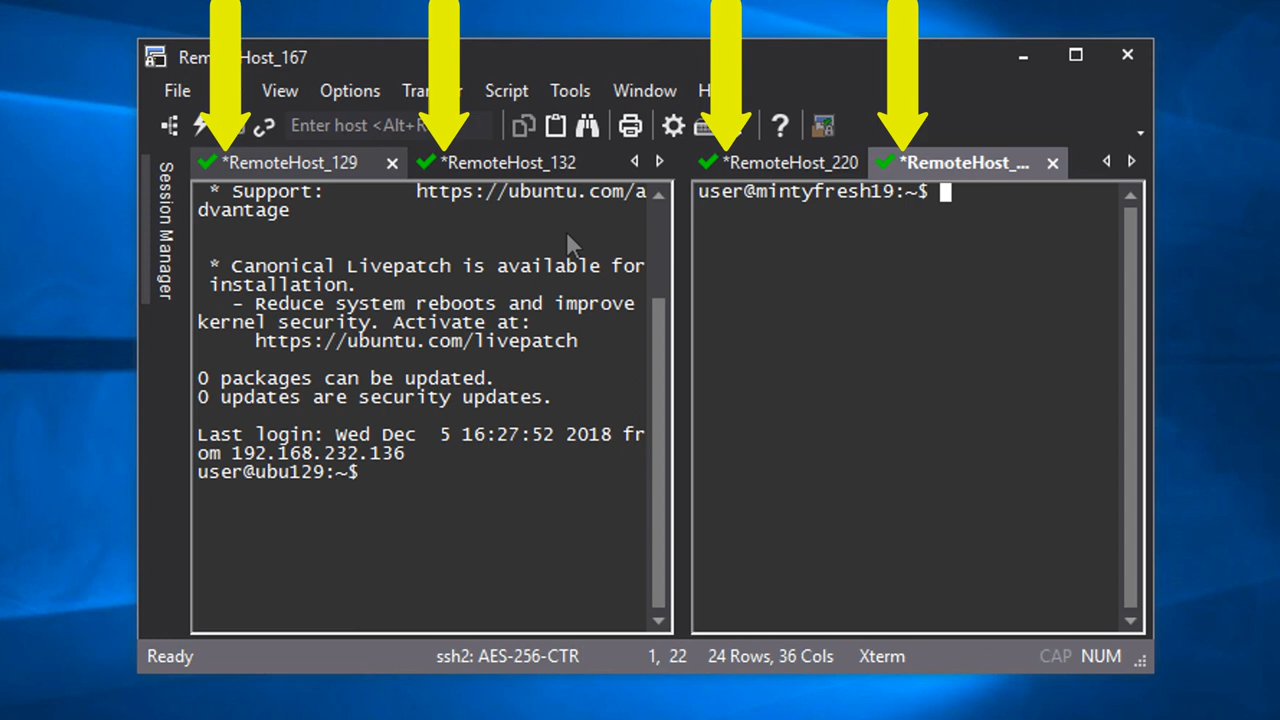 RemoteHost_167
File View Options Script Tools Window
Enter host <Alt+R
Session Manager
*RemoteHost_129
*RemoteHost_132
*RemoteHost_220
*RemoteHost_...
* Support: https://ubuntu.com/a
dvantage
* Canonical Livepatch is available for
installation.
- Reduce system reboots and improve
kernel security. Activate at:
https://ubuntu.com/livepatch
0 packages can be updated.
0 updates are security updates.
Last login: Wed Dec 5 16:27:52 2018 fr
om 192.168.232.136
user@ubu129:~$
user@mintyfresh19:~$
Ready ssh2: AES-256-CTR 1, 22 24 Rows, 36 Cols Xterm CAP NUM